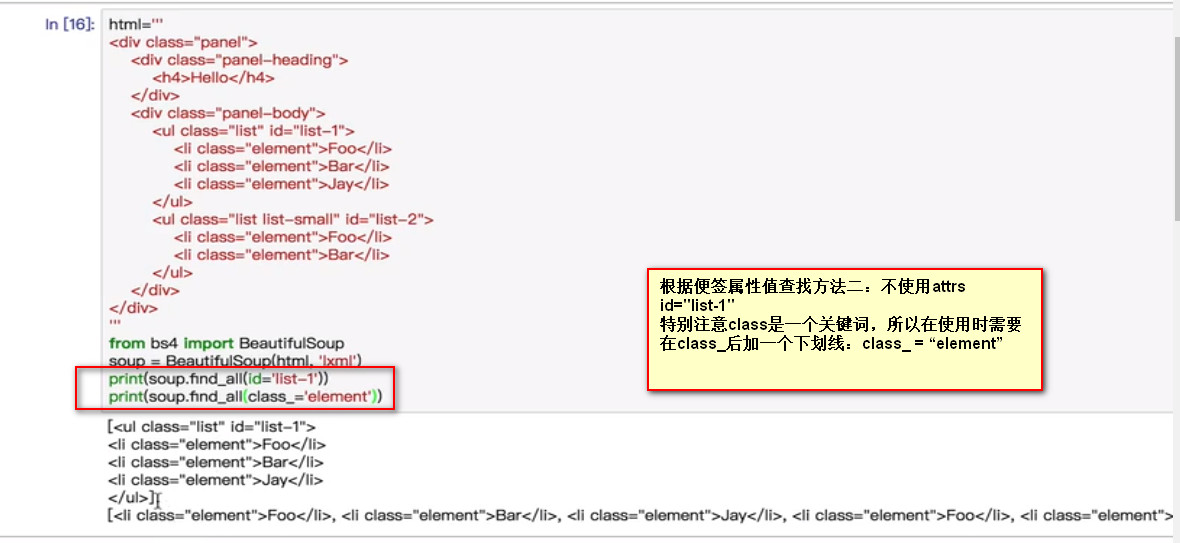 In [16]:
html='''
<div class="panel">
<div class="panel-heading">
<h4>Hello</h4>
</div>
<div class="panel-body">
<ul class="list" id="list-1">
<li class="element">Foo</li>
<li class="element">Bar</li>
<li class="element">Jay</li>
</ul>
<ul class="list list-small" id="list-2">
<li class="element">Foo</li>
<li class="element">Bar</li>
</ul>
</div>
</div>
'''
from bs4 import BeautifulSoup
soup = BeautifulSoup(html, 'lxml')
print(soup.find_all(id='list-1'))
print(soup.find_all(class_='element'))
根据便签属性值查找方法二：不使用attrs
id="list-1"
特别注意class是一个关键词，所以在使用时需要
在class_后加一个下划线：class_ = “element”
[<ul class="list" id="list-1">
<li class="element">Foo</li>
<li class="element">Bar</li>
<li class="element">Jay</li>
</ul>]
[<li class="element">Foo</li>, <li class="element">Bar</li>, <li class="element">Jay</li>, <li class="element">Foo</li>, <li class="element">